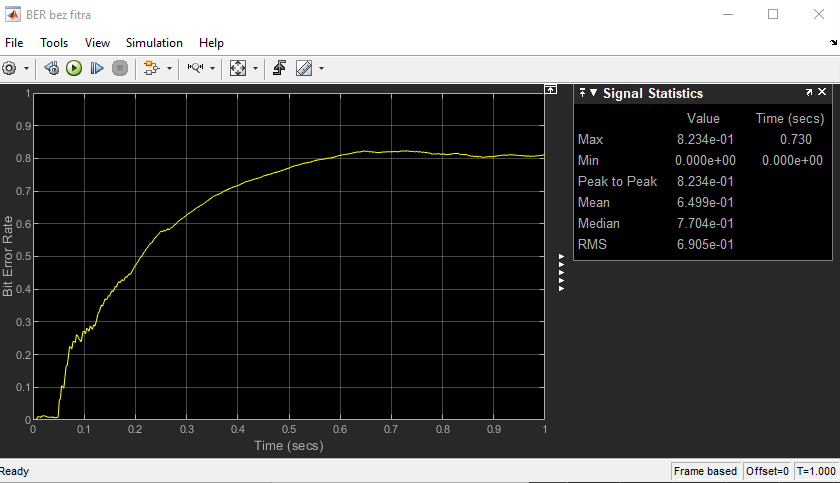 BER bez fitra
File Tools View Simulation Help
1
0.9
0.8
0.7
0.6
0.5
0.4
0.3
0.2
0.1
0
Bit Error Rate
0 0.1 0.2 0.3 0.4 0.5 0.6 0.7 0.8 0.9 1
Time (secs)
Signal Statistics
Value Time (secs)
Max 8.234e-01 0.730
Min 0.000e+00 0.000e+00
Peak to Peak 8.234e-01
Mean 6.499e-01
Median 7.704e-01
RMS 6.905e-01
Ready Frame based Offset=0 T=1.000